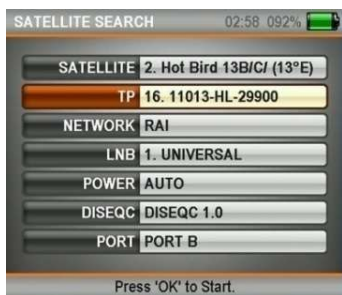 SATELLITE SEARCH 02:58 092%
SATELLITE 2. Hot Bird 13B/C/ (13°E)
TP 16. 11013-HL-29900
NETWORK RAI
LNB 1. UNIVERSAL
POWER AUTO
DISEQC DISEQC 1.0
PORT PORT B
Press 'OK' to Start.